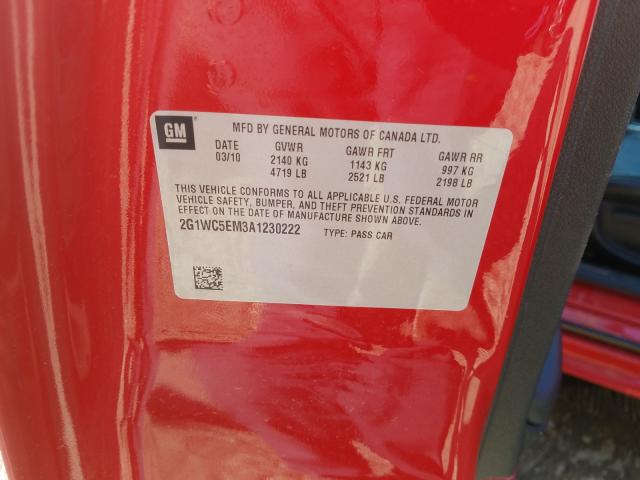 GM
MFD BY GENERAL MOTORS OF CANADA LTD.
DATE GVWR GAWR FRT GAWR RR
03/10 2140 KG 1143 KG 997 KG
4719 LB 2521 LB 2198 LB
THIS VEHICLE CONFORMS TO ALL APPLICABLE U.S. FEDERAL MOTOR
VEHICLE SAFETY, BUMPER, AND THEFT PREVENTION STANDARDS IN
EFFECT ON THE DATE OF MANUFACTURE SHOWN ABOVE.
2G1WC5EM3A1230222 TYPE: PASS CAR